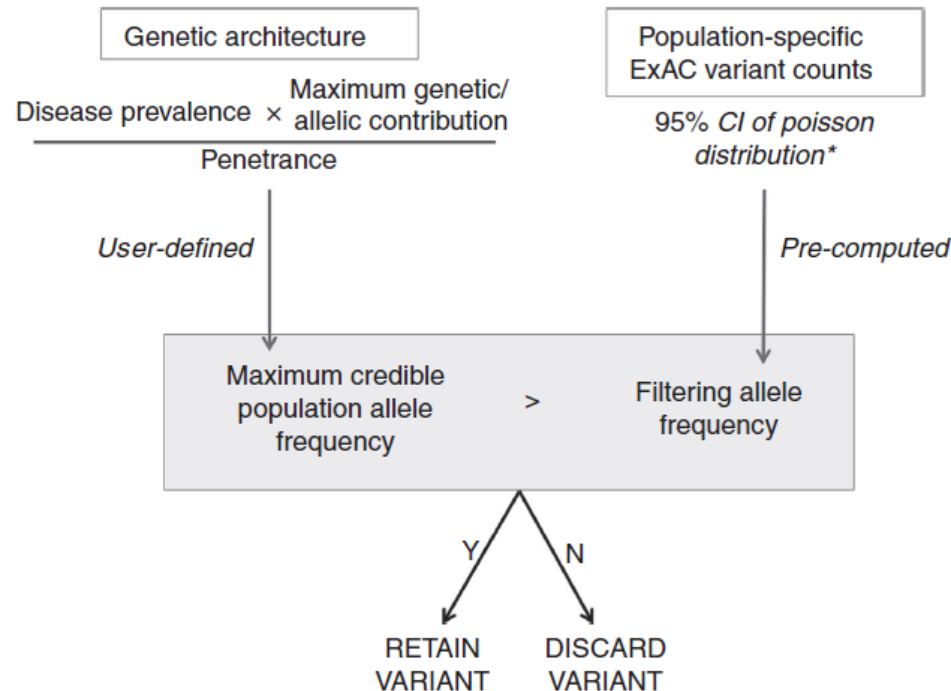 Genetic architecture
Disease prevalence × Maximum genetic/
allelic contribution
Penetrance
User-defined
Population-specific
ExAC variant counts
95% CI of poisson
distribution*
Pre-computed
Maximum credible
population allele
frequency
>
Filtering allele
frequency
Y
N
RETAIN
VARIANT
DISCARD
VARIANT